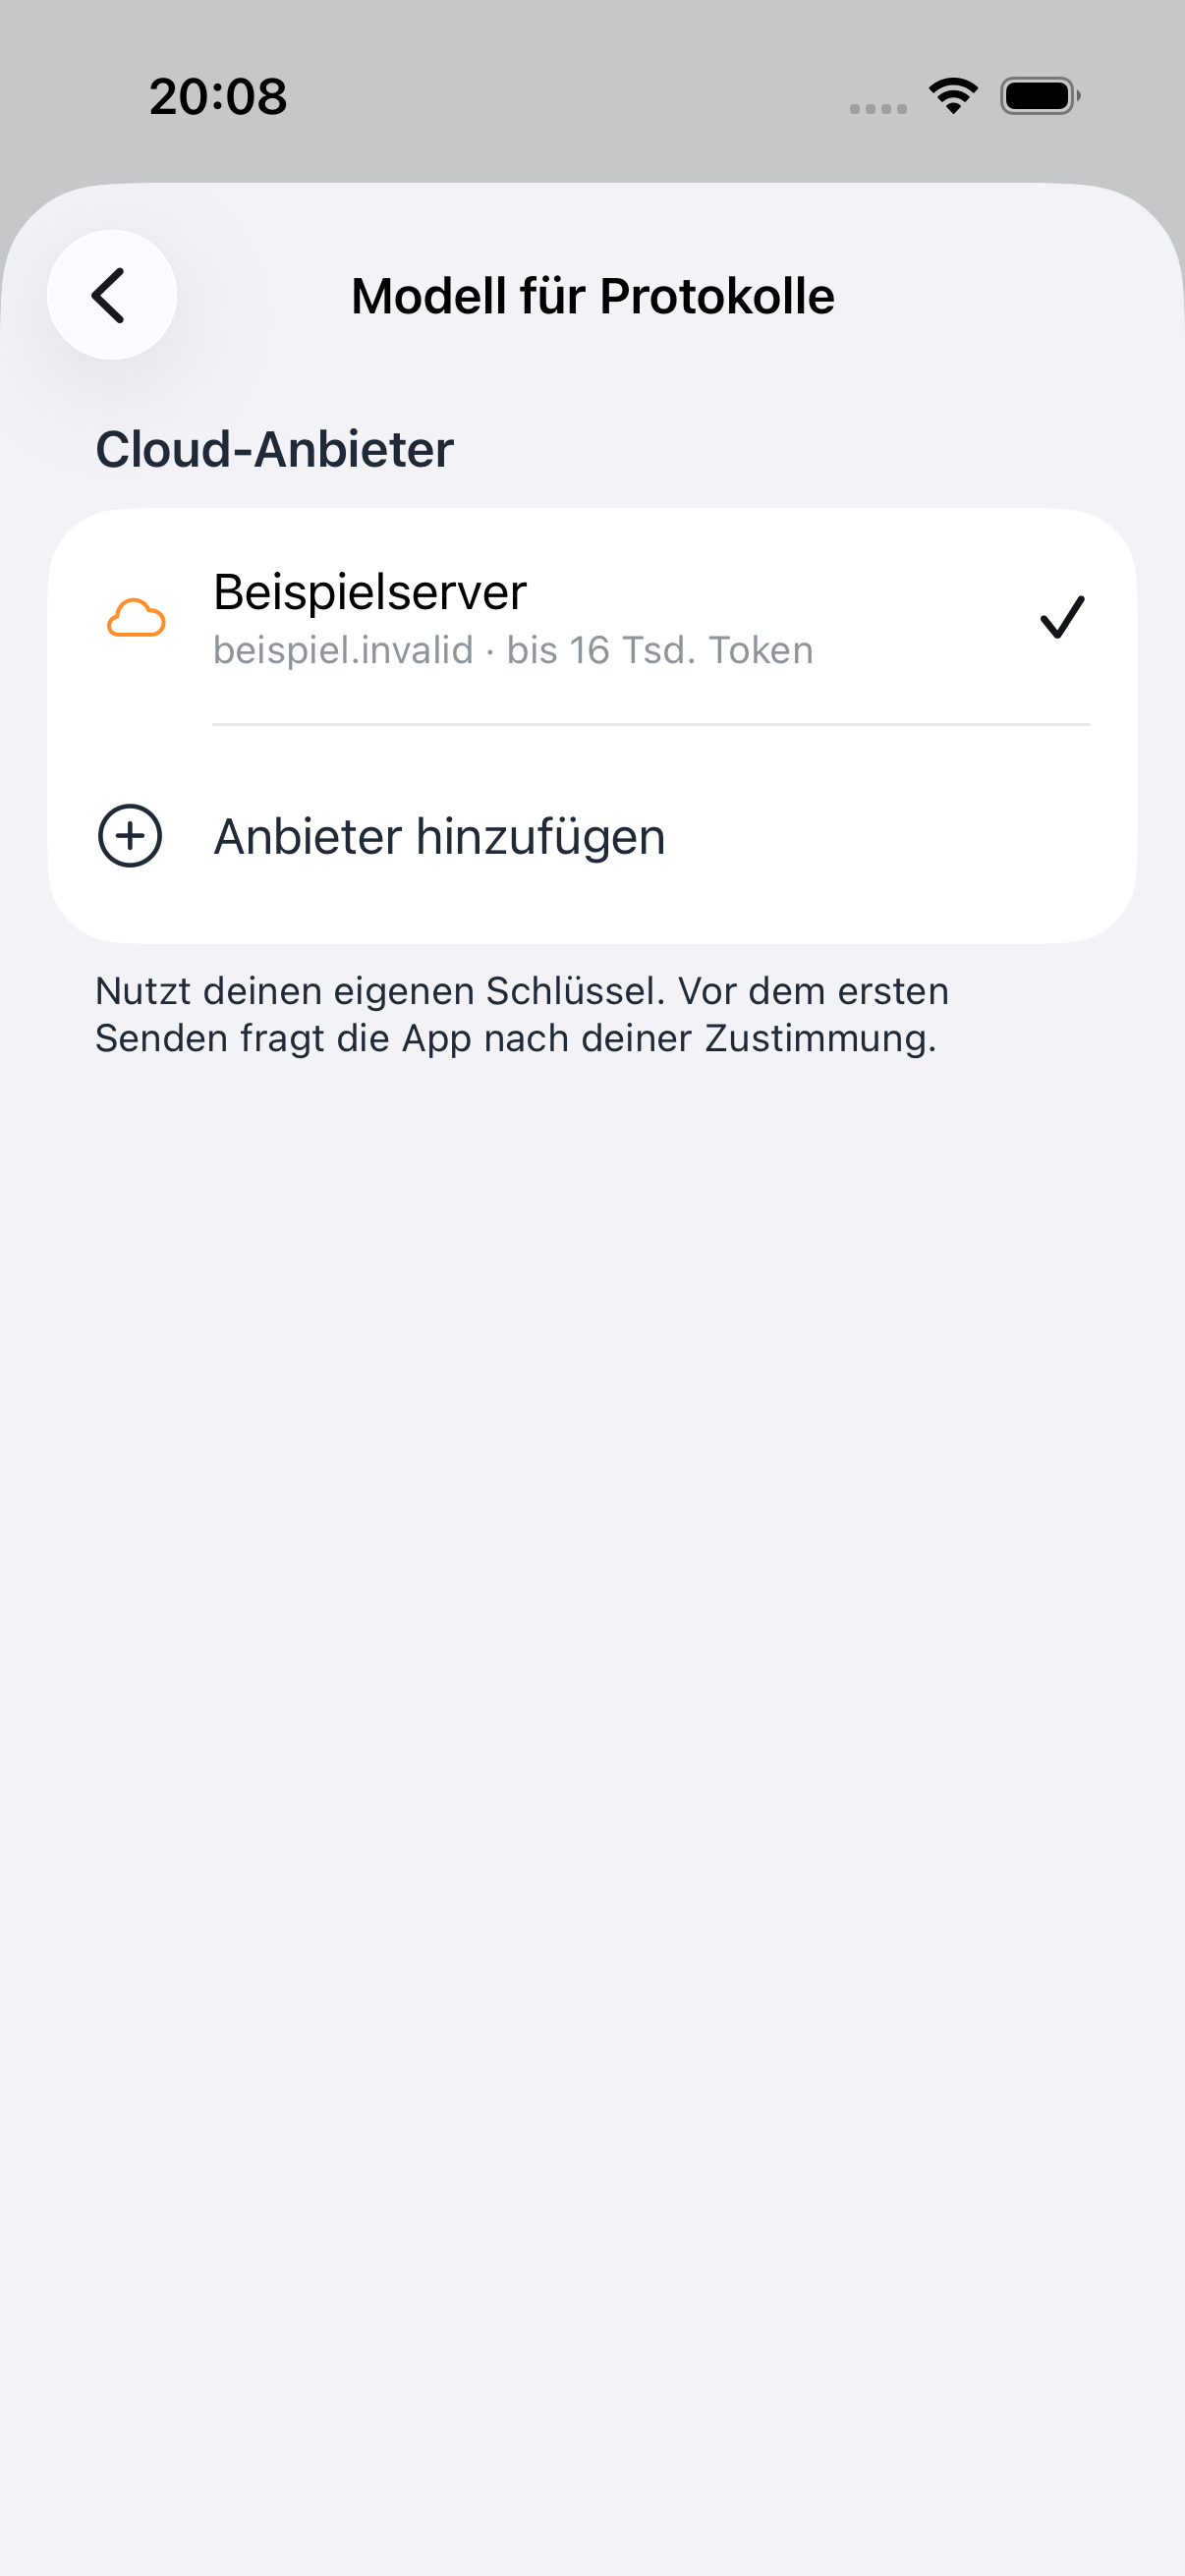 20:08
Modell für Protokolle
Cloud-Anbieter
Beispielserver
beispiel.invalid · bis 16 Tsd. Token
Anbieter hinzufügen
Nutzt deinen eigenen Schlüssel. Vor dem ersten
Senden fragt die App nach deiner Zustimmung.